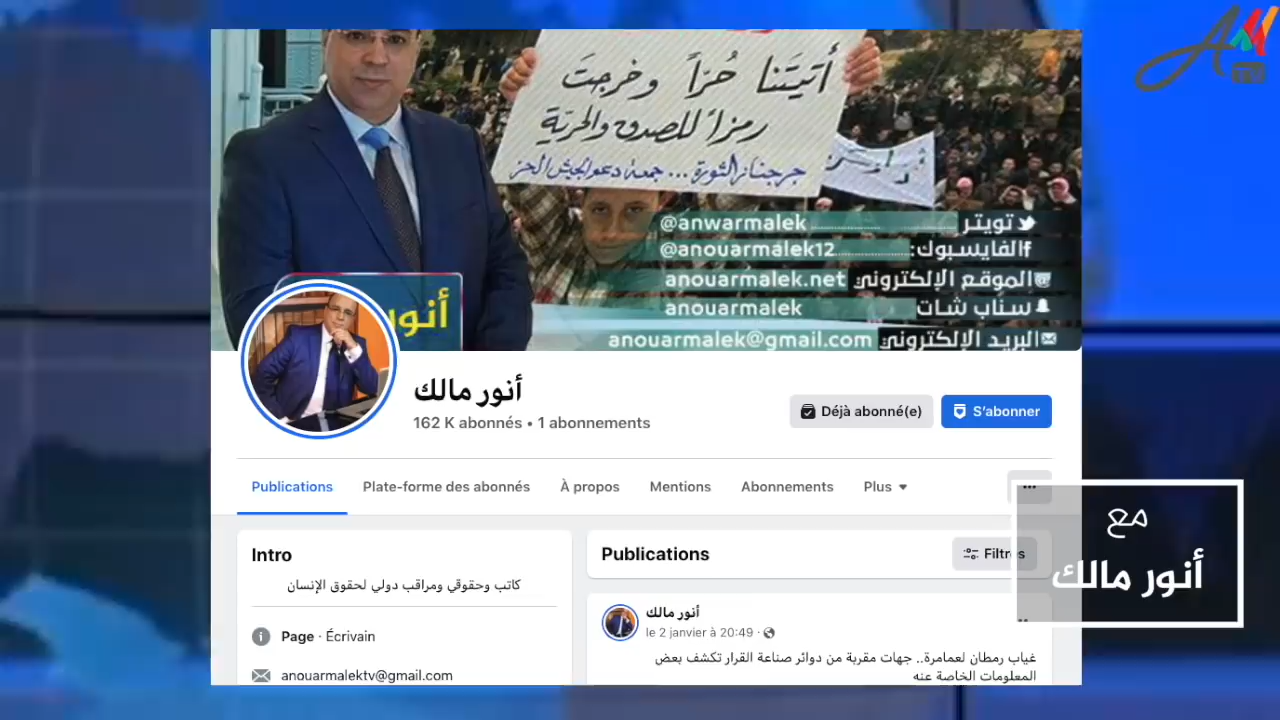 TV
أتيتنا حُرّاً وخرجتَ
رمزاً للصدق والحريّة
جرجناز الثورة... جمعة دعم الجيش الحر
تويتر @anwarmalek
الفايسبوك: @anouarmalek12
الموقع الإلكتروني anouarmalek.net
سناب شات anouarmalek
البريد الإلكتروني anouarmalek@gmail.com
أنور
أنور مالك
162 K abonnés • 1 abonnements
Déjà abonné(e)
S'abonner
Publications
Plate-forme des abonnés
À propos
Mentions
Abonnements
Plus
Intro
كاتب وحقوقي ومراقب دولي لحقوق الإنسان
Page · Écrivain
anouarmalektv@gmail.com
Publications
Filtres
أنور مالك
le 2 janvier à 20:49 ·
غياب رمطان لعمامرة.. جهات مقربة من دوائر صناعة القرار تكشف بعض
المعلومات الخاصة عنه
مع
أنور مالك